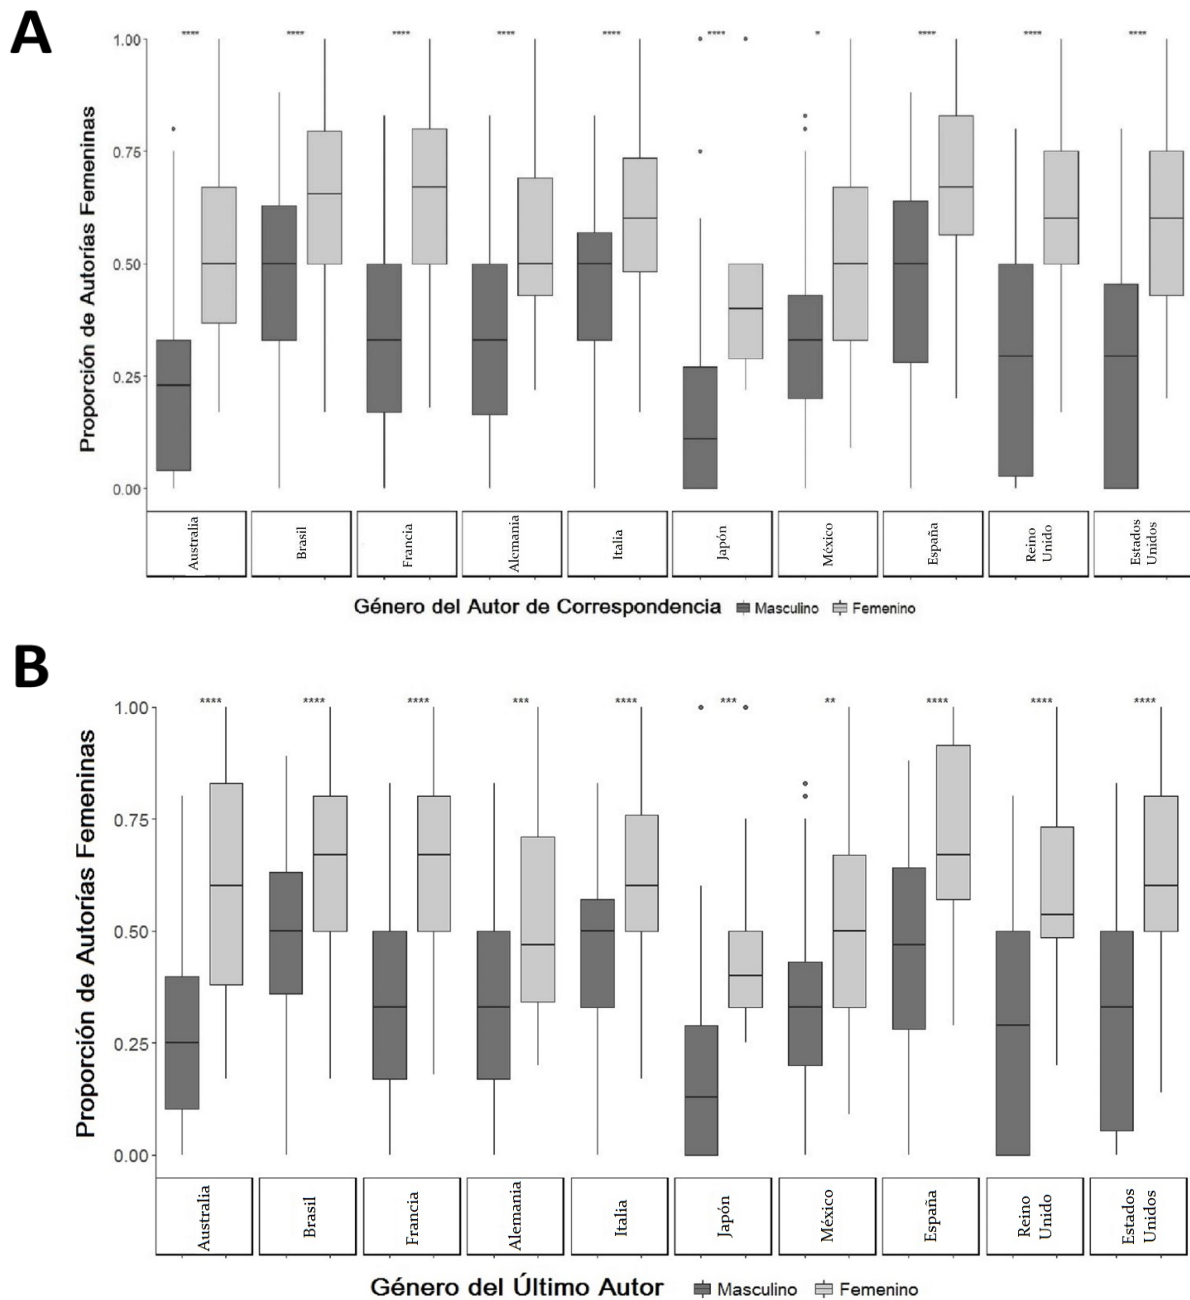 A
**** **** **** **** **** **** * **** **** ****
Proporción de Autorías Femeninas
1.00
0.75
0.50
0.25
0.00
Australia
Brasil
Francia
Alemania
Italia
Japón
México
España
Reino
Unido
Estados
Unidos
Género del Autor de Correspondencia Masculino Femenino
B
**** **** **** *** **** *** ** **** **** ****
Proporción de Autorías Femeninas
1.00
0.75
0.50
0.25
0.00
Australia
Brasil
Francia
Alemania
Italia
Japón
México
España
Reino
Unido
Estados
Unidos
Género del Último Autor Masculino Femenino